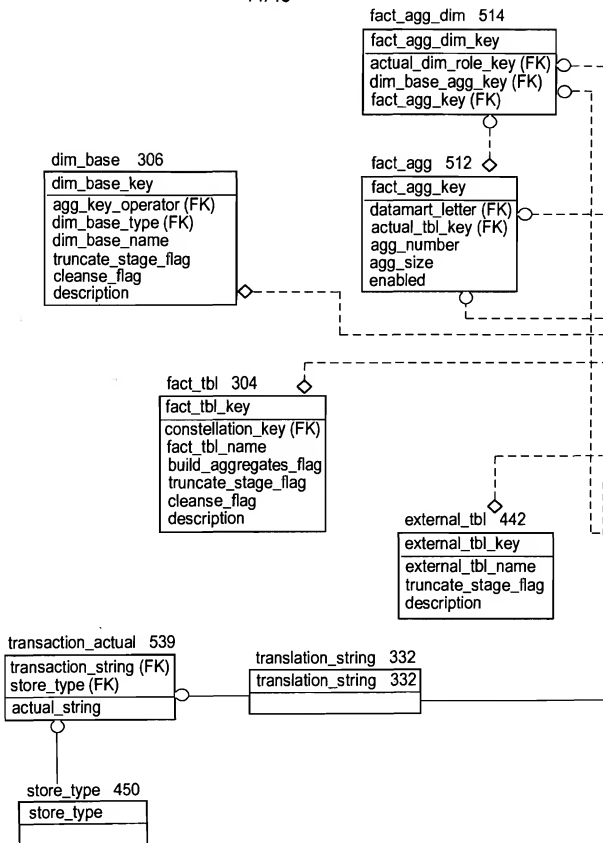 fact_agg_dim 514
fact_agg_dim_key
actual_dim_role_key (FK)
dim_base_agg_key (FK)
fact_agg_key (FK)
dim_base 306
dim_base_key
agg_key_operator (FK)
dim_base_type (FK)
dim_base_name
truncate_stage_flag
cleanse_flag
description
fact_agg 512
fact_agg_key
datamart_letter (FK)
actual_tbl_key (FK)
agg_number
agg_size
enabled
fact_tbl 304
fact_tbl_key
constellation_key (FK)
fact_tbl_name
build_aggregates_flag
truncate_stage_flag
cleanse_flag
description
external_tbl 442
external_tbl_key
external_tbl_name
truncate_stage_flag
description
transaction_actual 539
transaction_string (FK)
store_type (FK)
actual_string
translation_string 332
translation_string 332
store_type 450
store_type